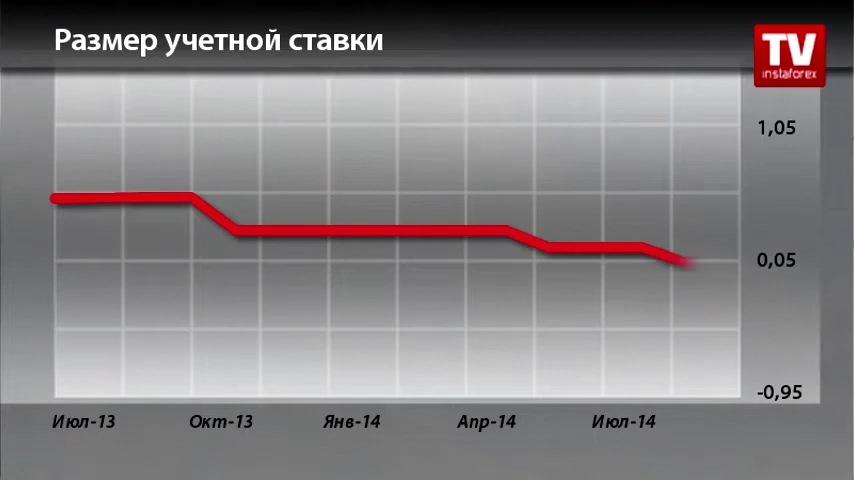 Размер учетной ставки
TV
instaforex
1,05
0,05
-0,95
Июл-13 Окт-13 Янв-14 Апр-14 Июл-14